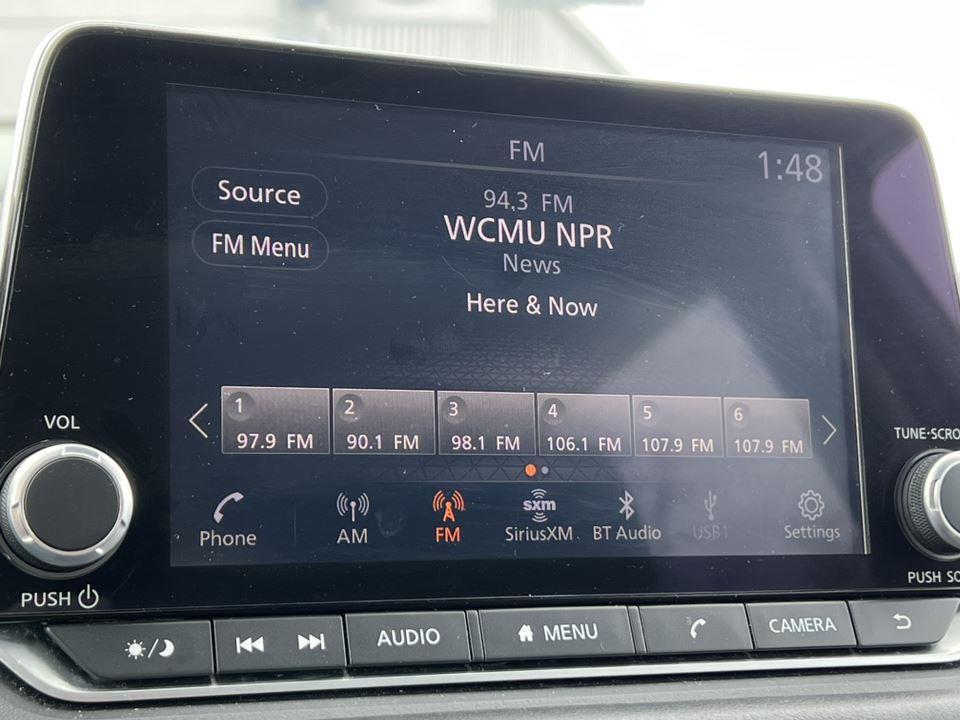 FM
1:48
Source
FM Menu
94.3 FM
WCMU NPR
News
Here & Now
1 2 3 4 5 6
97.9 FM 90.1 FM 98.1 FM 106.1 FM 107.9 FM 107.9 FM
VOL
TUNE·SCRO
sxm
Phone AM FM SiriusXM BT Audio USB1 Settings
PUSH
PUSH SO
AUDIO MENU CAMERA